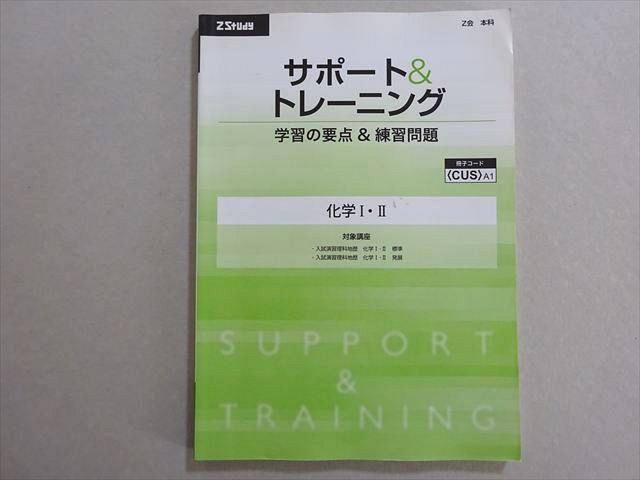 Z StUdy
Z会 本科
サポート&
トレーニング
学習の要点 & 練習問題
冊子コード
〈CUS〉A1
化学 I・II
対象講座
・入試演習理科地歴 化学 I・II 標準
・入試演習理科地歴 化学 I・II 発展
SUPPORT
&
TRAINING